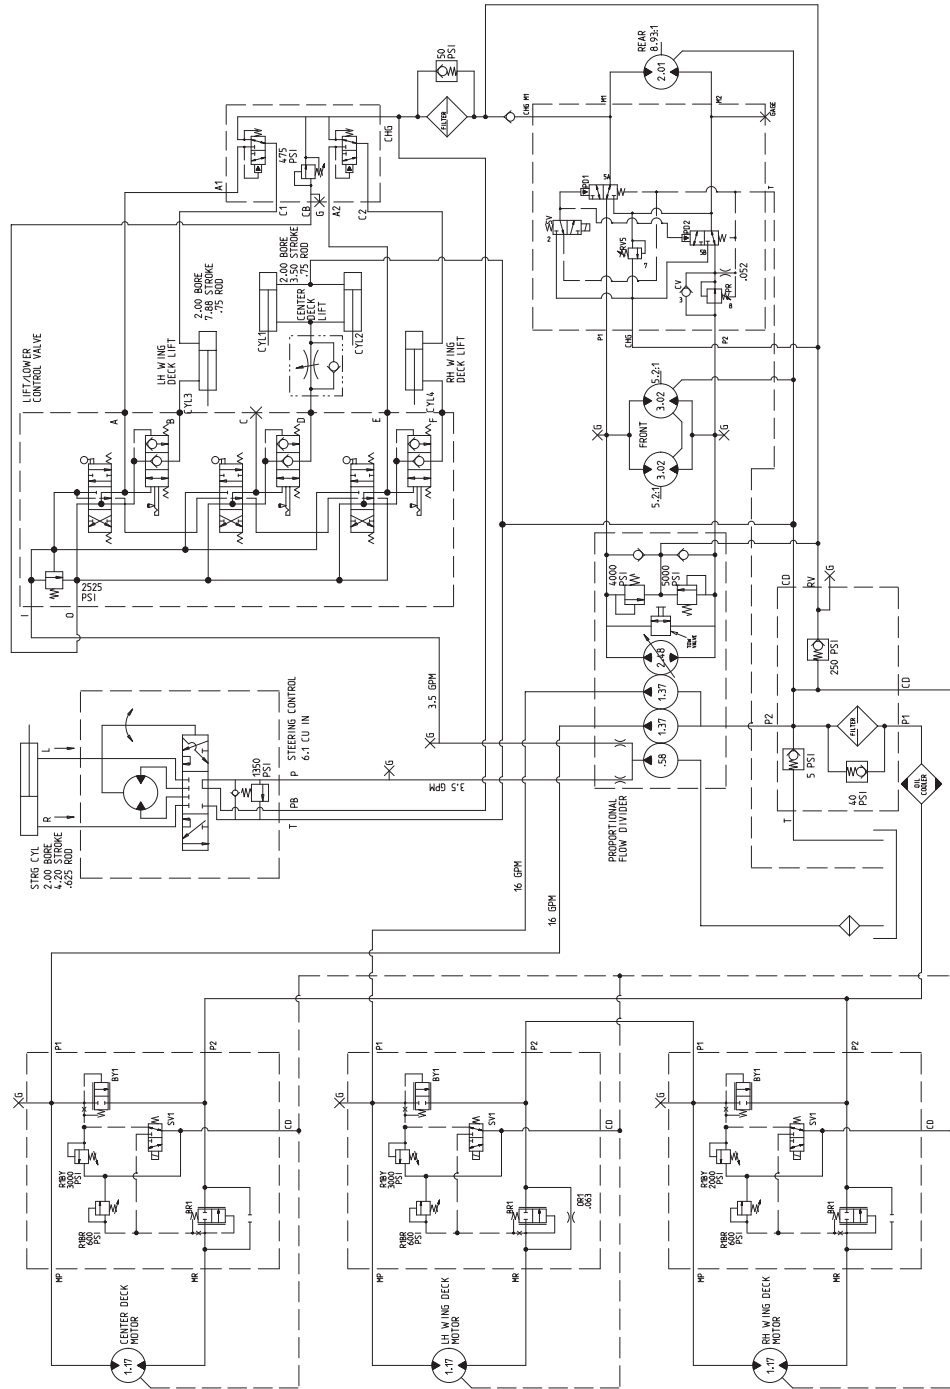 50
PSI
REAR
8.93:1
2.01
FILTER
CHG
CHG M1
M1
M2
GAGE
475
PSI
A1
C1
CB
G
A2
C2
2.00 BORE
7.88 STROKE
.75 ROD
2.00 BORE
3.50 STROKE
.75 ROD
CENTER
DECK
LIFT
CYL1
CYL2
LH WING
DECK LIFT
CYL3
RH WING
DECK LIFT
CYL4
LIFT/LOWER
CONTROL VALVE
A
B
C
D
E
F
2525
PSI
I
O
PD1
5A
SV
2
RV5
7
PD2
5B
CV
3
PR
8
.052
T
P1
CHG
P2
5.2:1
3.02
G
FRONT
G
3.02
5.2:1
4000
PSI
5000
PSI
TOW
VALVE
2.48
1.37
1.37
.58
PROPORTIONAL
FLOW DIVIDER
3.5 GPM
G
3.5 GPM
G
16 GPM
16 GPM
STRG CYL
2.00 BORE
4.20 STROKE
.625 ROD
L
R
STEERING CONTROL
6.1 CU IN
1350
PSI
P
PB
T
CD
RV
G
250 PSI
CD
P2
FILTER
P1
5 PSI
40
PSI
T
OIL
COOLER
G
P1
BY1
P2
SV1
CD
R1BY
3000
PSI
R1BR
600
PSI
BR1
MP
MR
CENTER DECK
MOTOR
1.17
G
P1
BY1
P2
SV1
CD
R1BY
3000
PSI
R1BR
600
PSI
BR1
OR1
.063
MP
MR
LH WING DECK
MOTOR
1.17
G
P1
BY1
P2
SV1
CD
R1BY
2000
PSI
R1BR
600
PSI
BR1
MP
MR
RH WING DECK
MOTOR
1.17